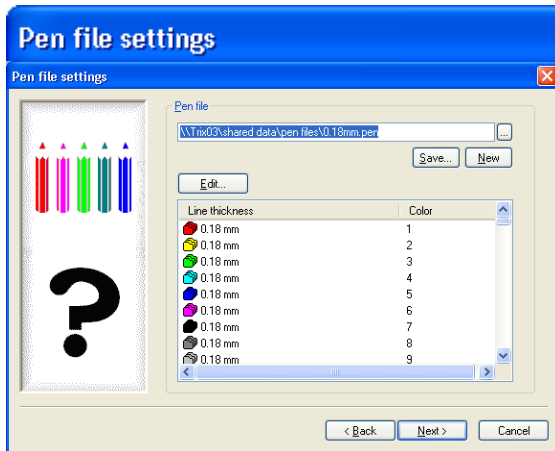 Pen file settings
Pen file settings
Pen file
\\Trix03\shared data\pen files\0.18mm.pen
...
Save... New
Edit...
Line thickness Color
0.18 mm 1
0.18 mm 2
0.18 mm 3
0.18 mm 4
0.18 mm 5
0.18 mm 6
0.18 mm 7
0.18 mm 8
0.18 mm 9
?
< Back Next > Cancel